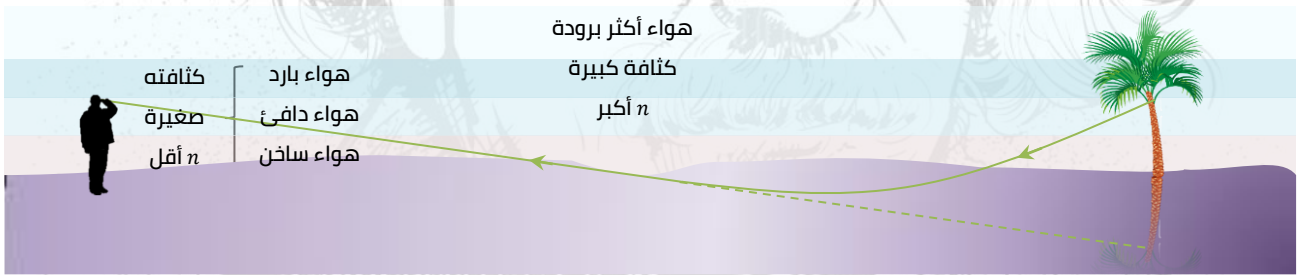 هواء أكثر برودة
كثافة كبيرة
n أكبر
هواء بارد
هواء دافئ
هواء ساخن
كثافته
صغيرة
n أقل